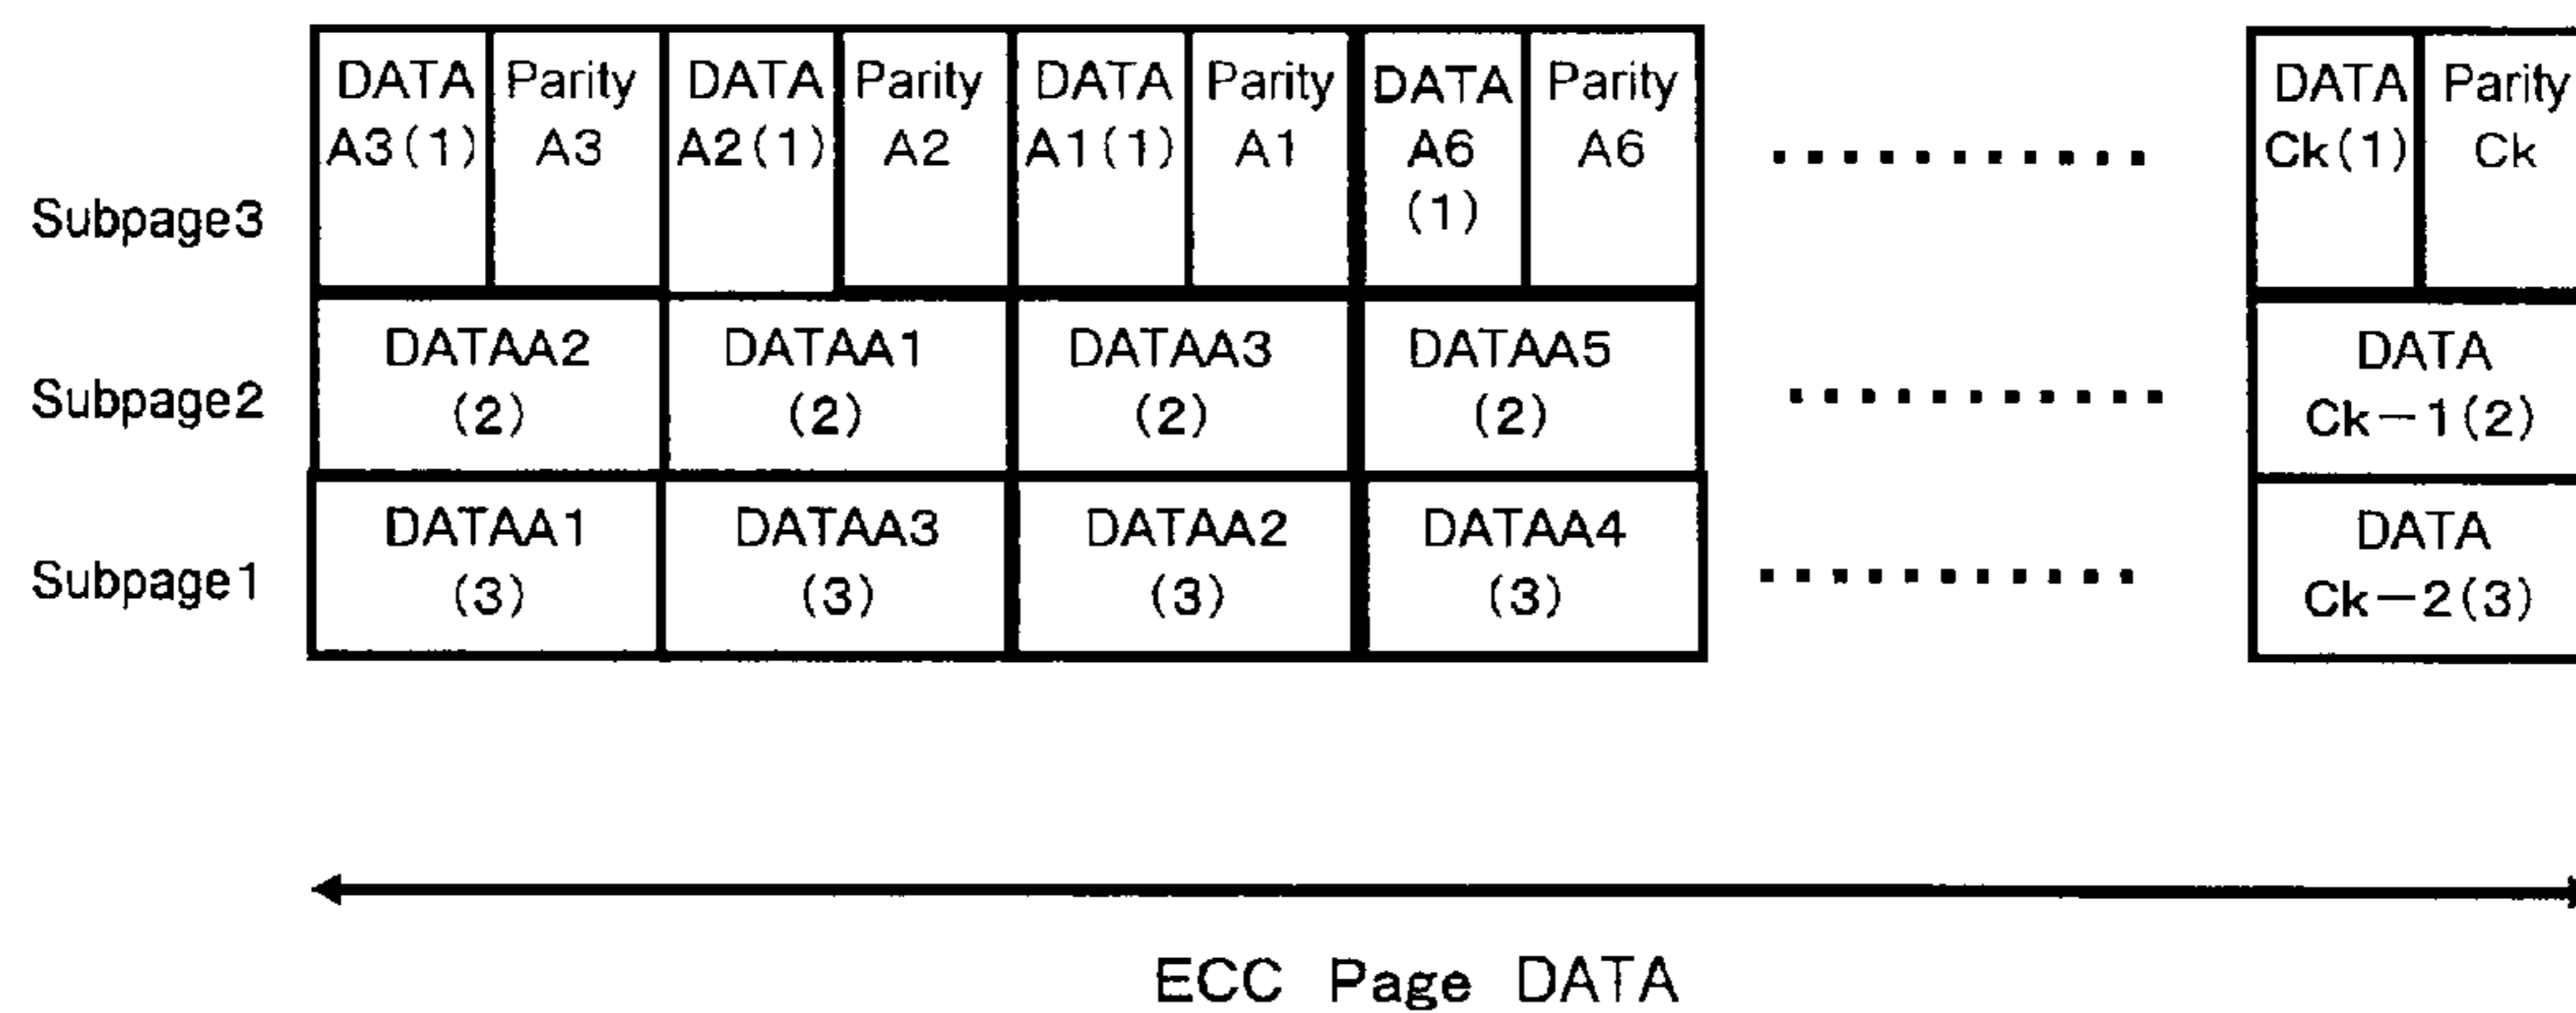 DATA Parity DATA Parity DATA Parity DATA Parity DATA Parity
A3(1) A3 A2(1) A2 A1(1) A1 A6 A6 Ck(1) Ck
(1)
Subpage3
DATAA2 DATAA1 DATAA3 DATAA5 DATA
Subpage2 (2) (2) (2) (2) Ck-1(2)
DATAA1 DATAA3 DATAA2 DATAA4 DATA
Subpage1 (3) (3) (3) (3) Ck-2(3)
ECC Page DATA